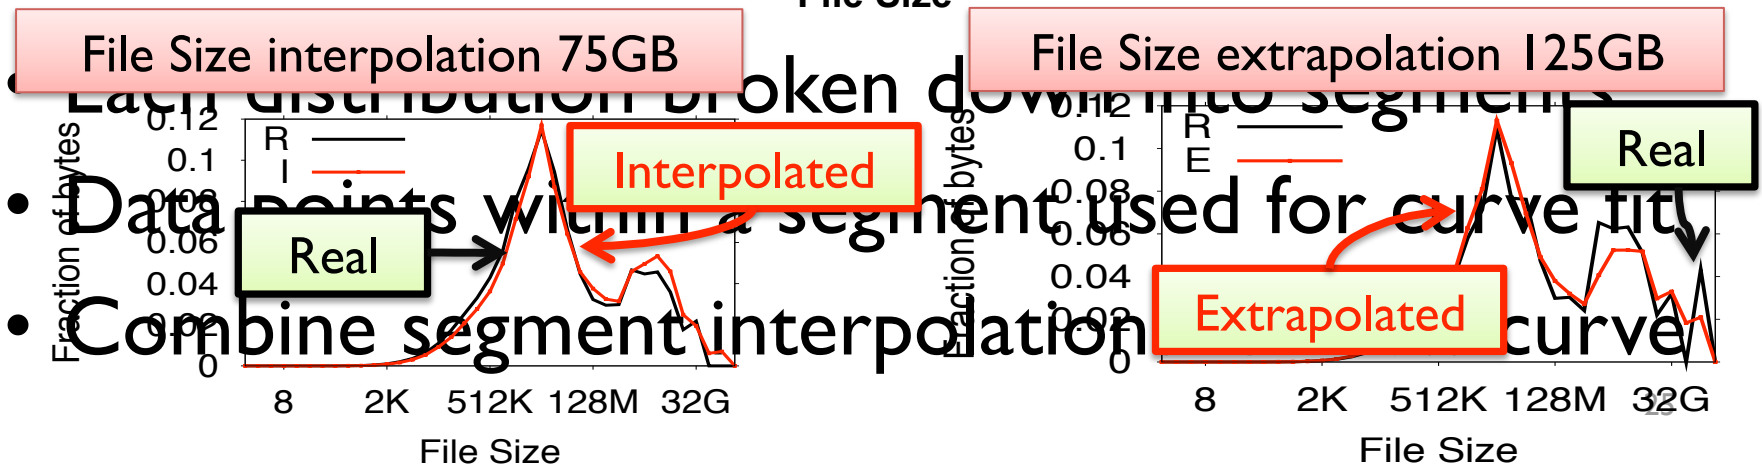 File Size
File Size interpolation 75GB
File Size extrapolation 125GB
• Each distribution broken down into segments
• Data points within a segment used for curve fit
• Combine segment interpolation curve
Fraction of bytes
0.12
0.1
0.08
0.06
0.04
0.02
0
R
I
Interpolated
Real
8 2K 512K 128M 32G
File Size
Fraction of bytes
0.12
0.1
0.08
0.06
0.04
0.02
0
R
E
Real
Extrapolated
8 2K 512K 128M 32G
File Size